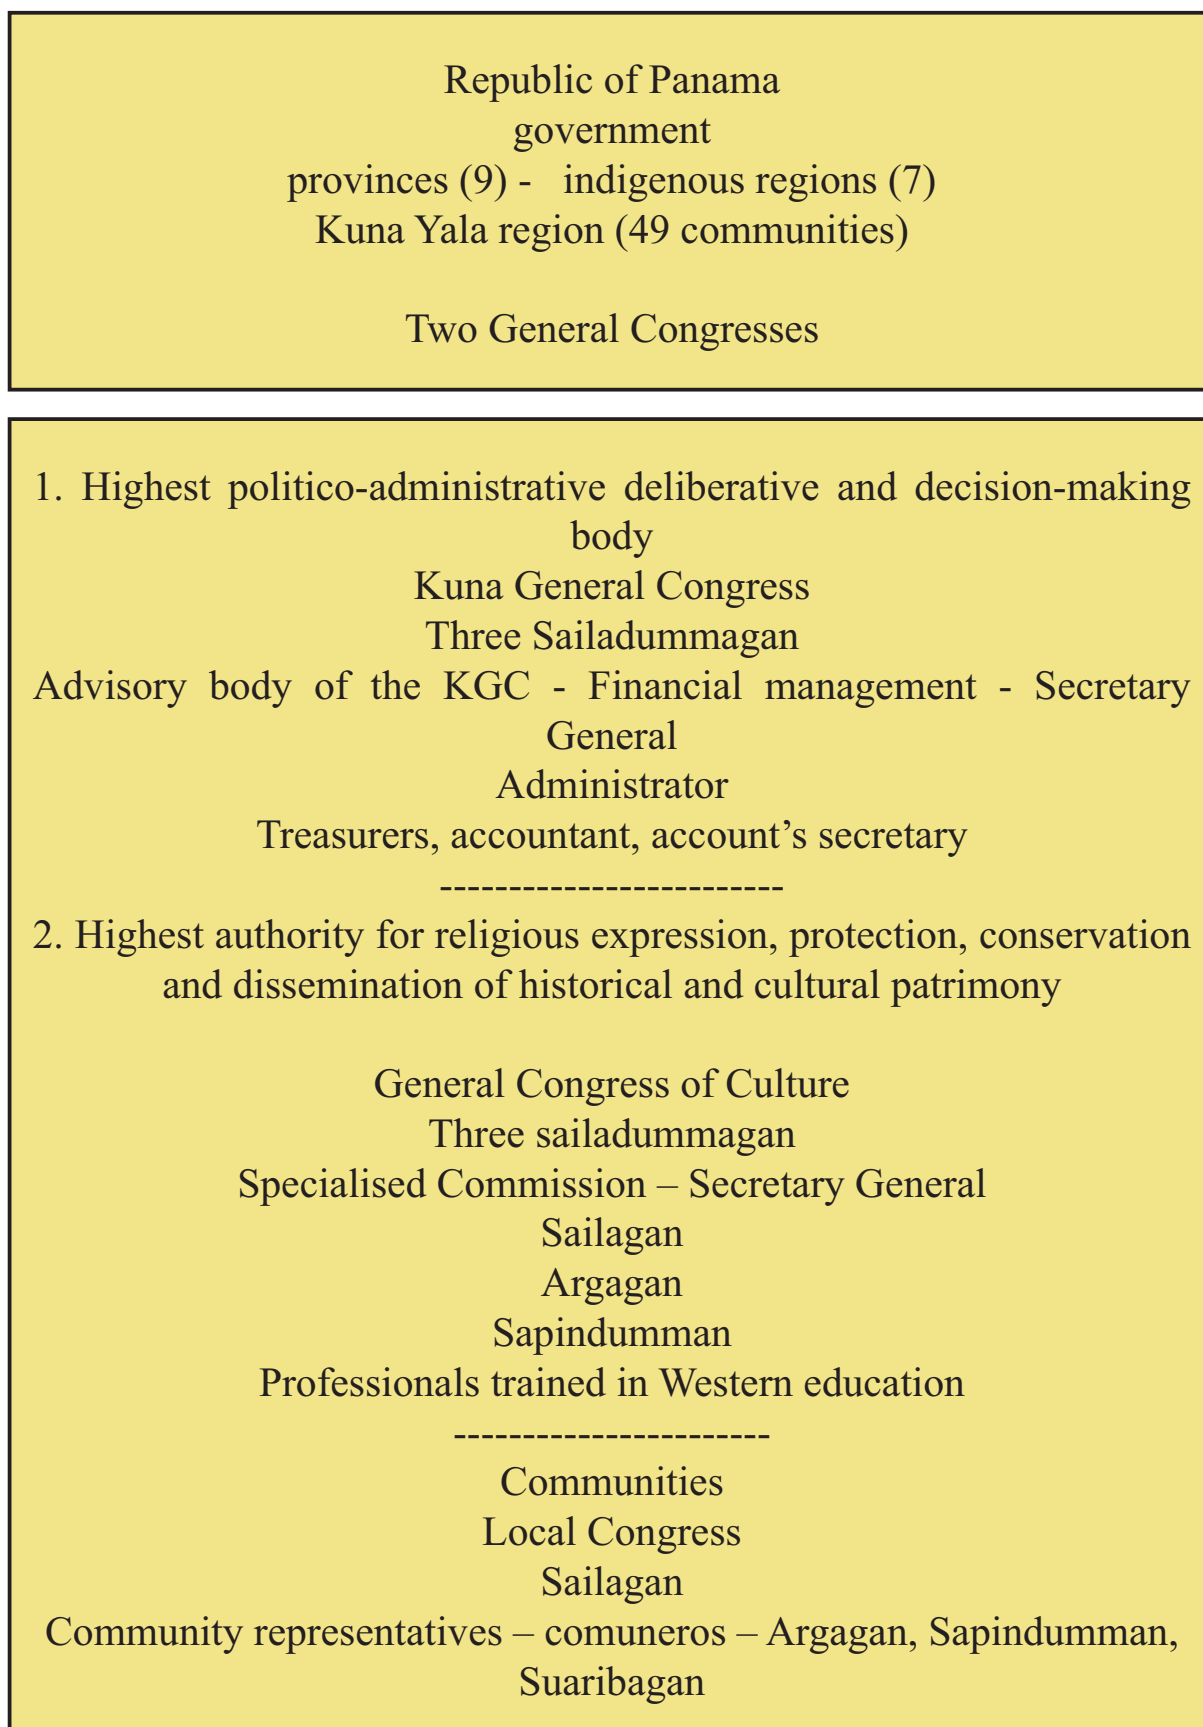 Republic of Panama
government
provinces (9) -   indigenous regions (7)
Kuna Yala region (49 communities)
Two General Congresses
1. Highest politico-administrative deliberative and decision-making
body
Kuna General Congress
Three Sailadummagan
Advisory body of the KGC - Financial management - Secretary
General
Administrator
Treasurers, accountant, account’s secretary
-------------------------
2. Highest authority for religious expression, protection, conservation
and dissemination of historical and cultural patrimony
General Congress of Culture
Three sailadummagan
Specialised Commission – Secretary General
Sailagan
Argagan
Sapindumman
Professionals trained in Western education
-----------------------
Communities
Local Congress
Sailagan
Community representatives – comuneros – Argagan, Sapindumman,
Suaribagan